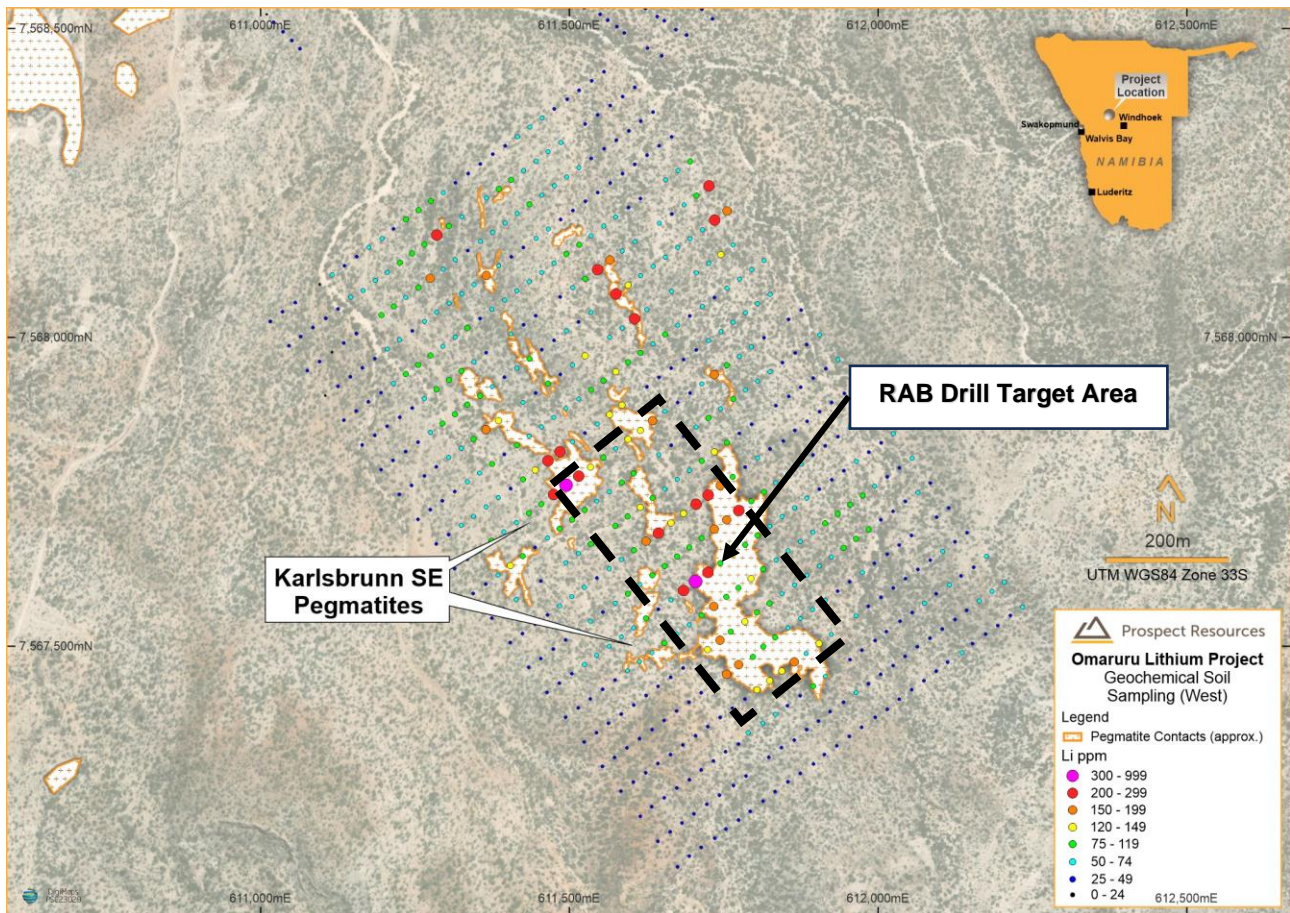 611,000mE
611,500mE
612,000mE
612,500mE
7,568,500mN
Project
Location
Swakopmund
Windhoek
Walvis Bay
NAMIBIA
Luderitz
7,568,000mN
7,568,000mN
RAB Drill Target Area
N
200m
UTM WGS84 Zone 33S
Karlsbrunn SE
Pegmatites
7,567,500mN
7,567,500mN
Prospect Resources
Omaruru Lithium Project
Geochemical Soil
Sampling (West)
Legend
Pegmatite Contacts (approx.)
Li ppm
300 - 999
200 - 299
150 - 199
120 - 149
75 - 119
50 - 74
25 - 49
0 - 24
DigiMaps
611,000mE
611,500mE
612,000mE
612,500mE